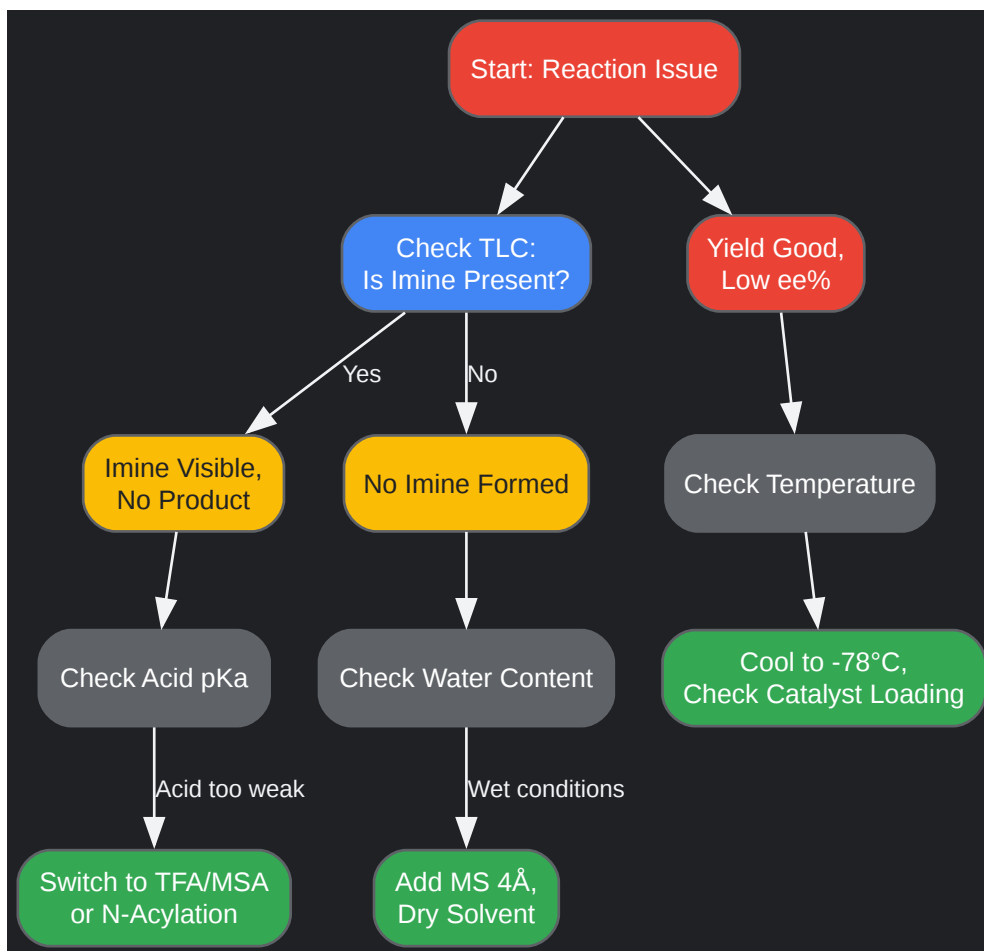 Start: Reaction Issue
Check TLC:
Is Imine Present?
Yield Good,
Low ee%
Yes
No
Imine Visible,
No Product
No Imine Formed
Check Temperature
Check Acid pKa
Check Water Content
Cool to -78°C,
Check Catalyst Loading
Acid too weak
Wet conditions
Switch to TFA/MSA
or N-Acylation
Add MS 4Å,
Dry Solvent